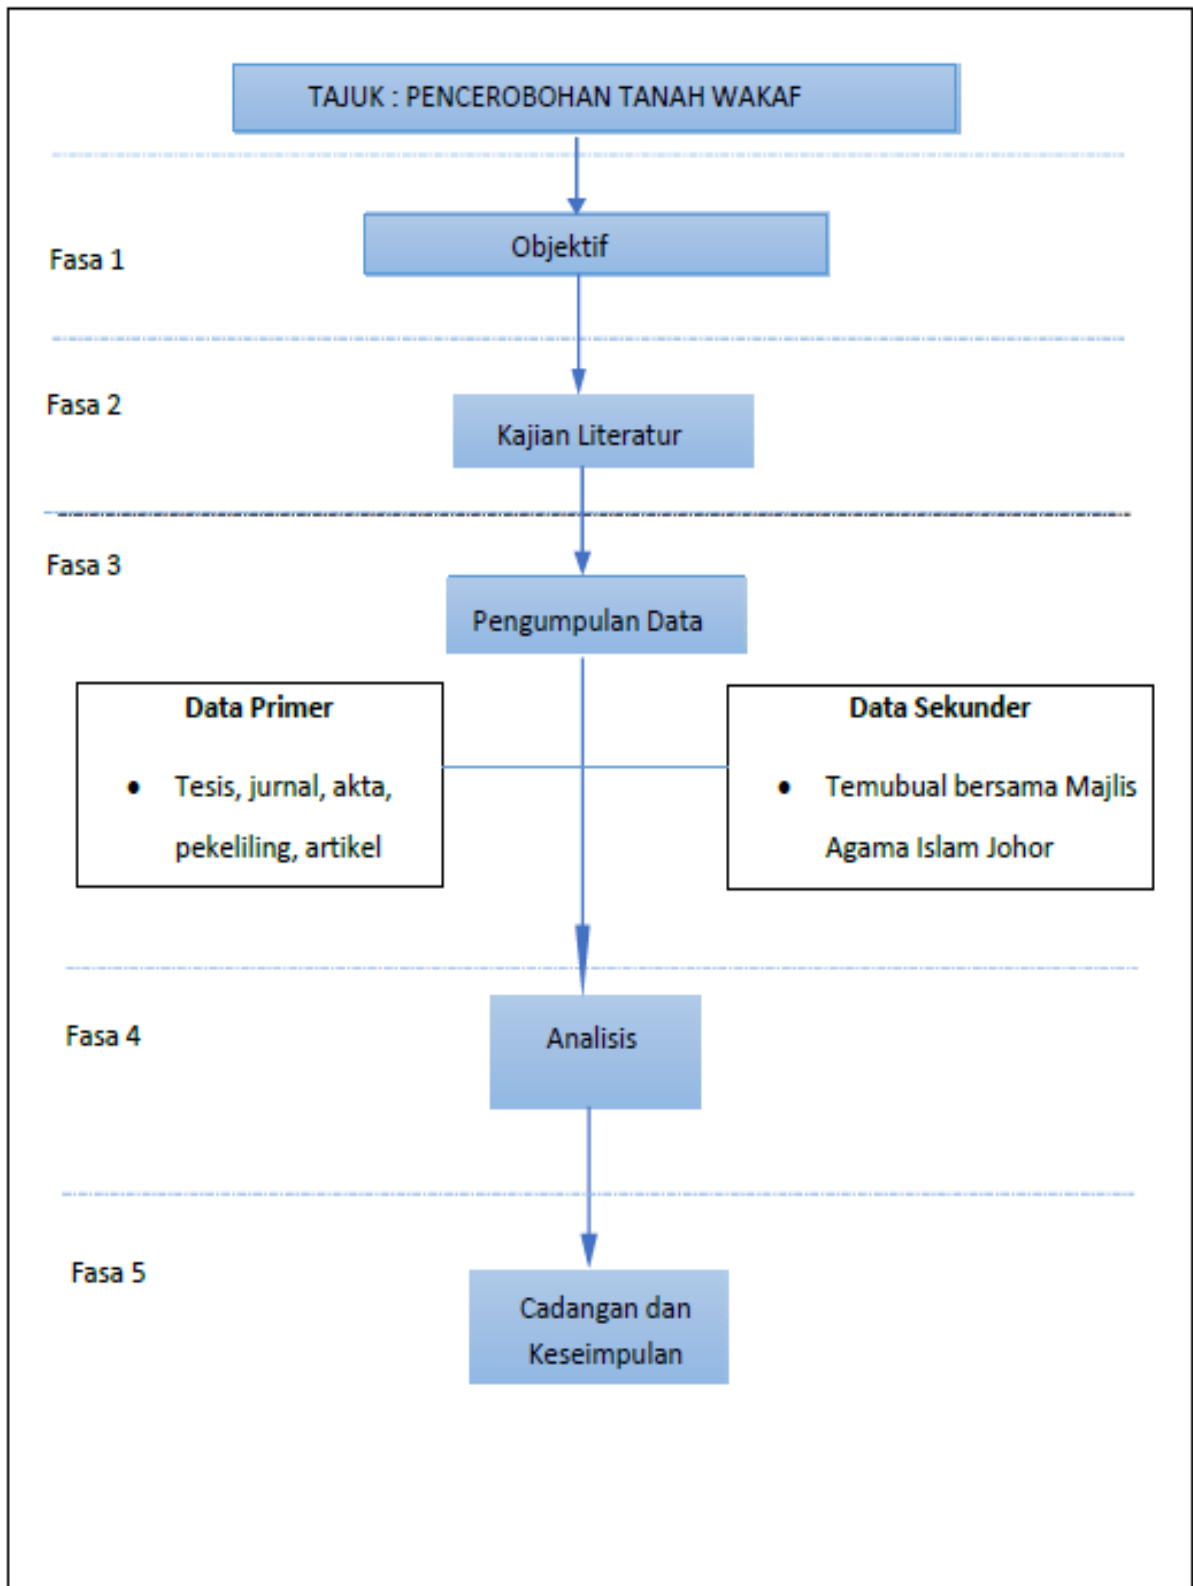 TAJUK : PENCEROBOHAN TANAH WAKAF
Fasa 1
Objektif
Fasa 2
Kajian Literatur
Fasa 3
Pengumpulan Data
Data Primer
• Tesis, jurnal, akta,
pekeliling, artikel
Data Sekunder
• Temubual bersama Majlis
Agama Islam Johor
Fasa 4
Analisis
Fasa 5
Cadangan dan
Keseimpulan